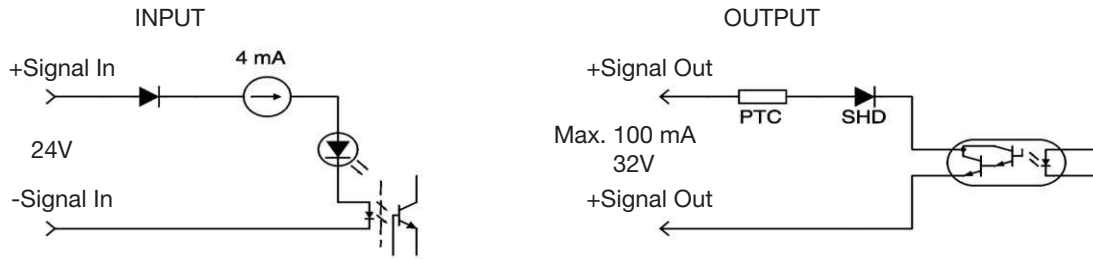 INPUT
4 mA
+Signal In
24V
-Signal In
OUTPUT
+Signal Out
PTC
SHD
Max. 100 mA
32V
+Signal Out